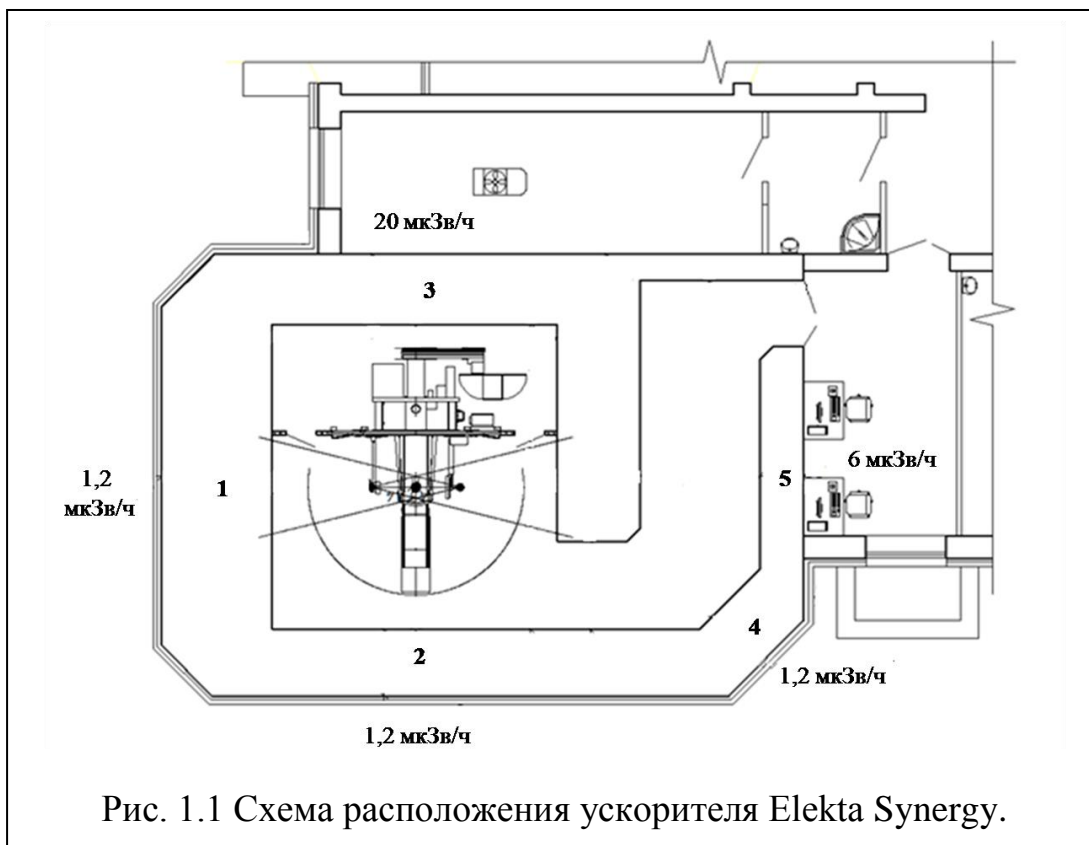 20 мкЗв/ч
3
1,2
мкЗв/ч
1
6 мкЗв/ч
5
4
2
1,2 мкЗв/ч
1,2 мкЗв/ч
Рис. 1.1 Схема расположения ускорителя Elekta Synergy.